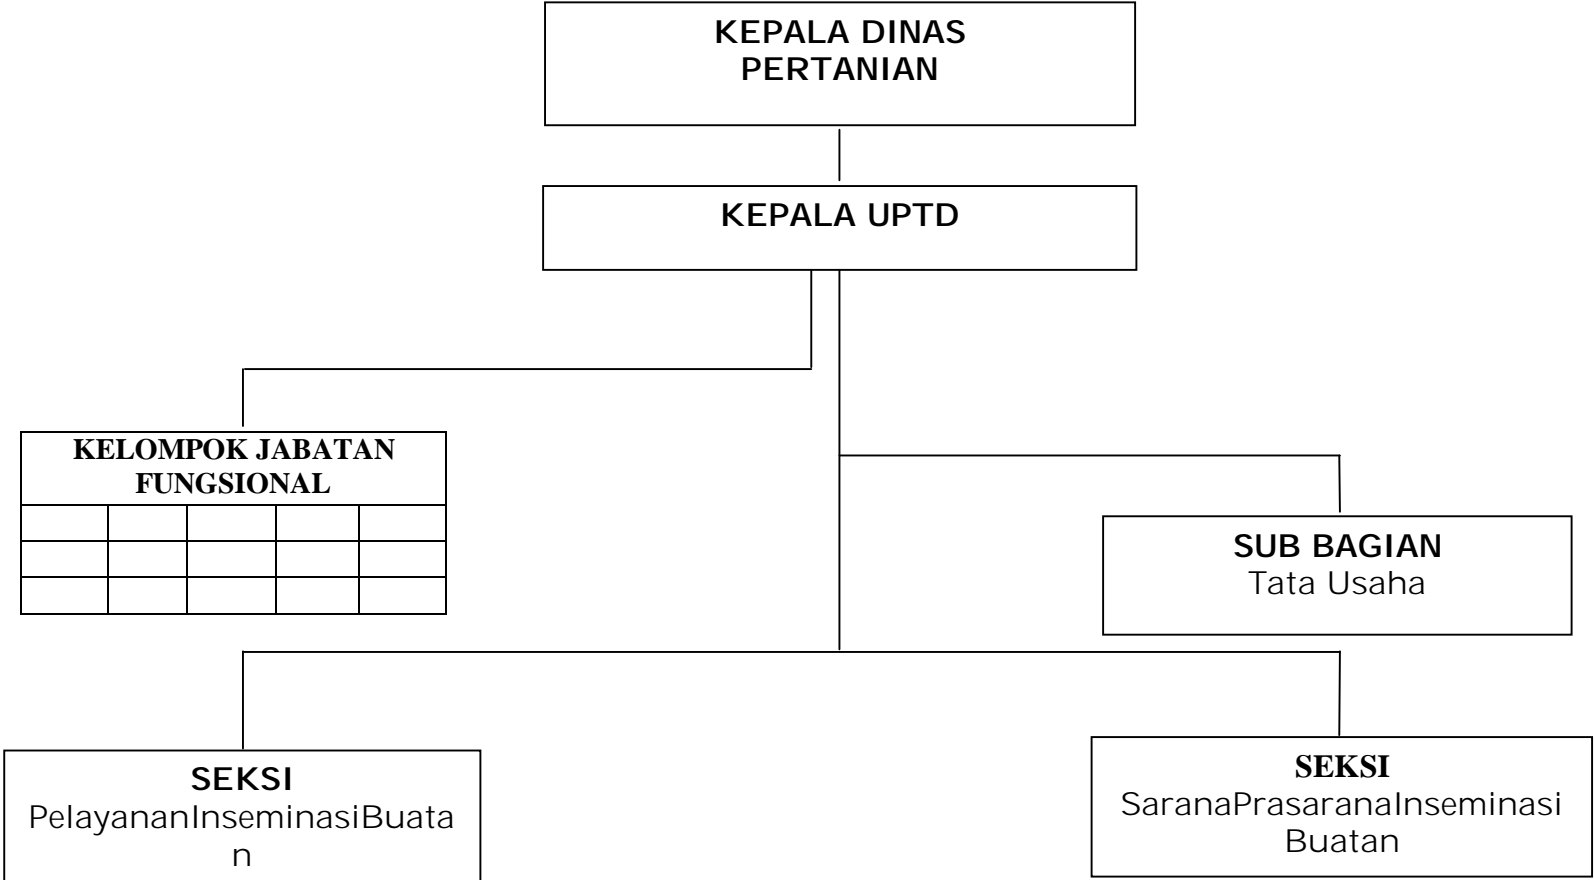 KEPALA DINAS
PERTANIAN
KEPALA UPTD
KELOMPOK JABATAN
FUNGSIONAL
SUB BAGIAN
Tata Usaha
SEKSI
PelayananInseminasiBuata
n
SEKSI
SaranaPrasaranaInseminasi
Buatan